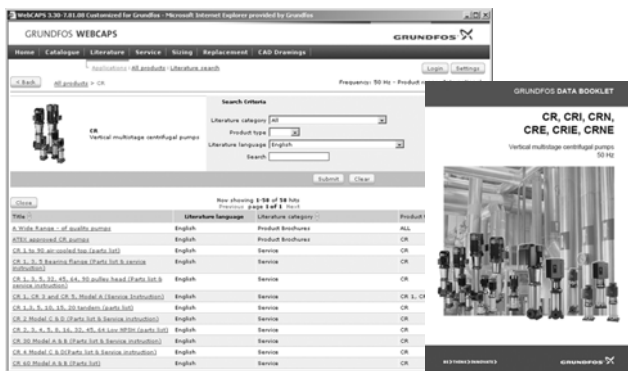 WebCAPS 3.30-7.81.08 Customized for Grundfos - Microsoft Internet Explorer provided by Grundfos
GRUNDFOS WEBCAPS
GRUNDFOS
Home Catalogue Literature Service Sizing Replacement CAD Drawings
Applications All products Literature search
Login Settings
< Back All products > CR
Frequency: 50 Hz - Product
CR
Vertical multistage centrifugal pumps
Search Criteria
Literature category All
Product type
Literature language English
Search
Submit Clear
Close
Now showing 1-58 of 58 hits
Previous page 1 of 1 Next
Title Literature language Literature category Product
A Wide Range - of quality pumps English Product Brochures ALL
ATEX approved CR pumps English Product Brochures CR
CR 1 to 90 air-cooled top (parts list) English Service CR
CR 1, 3, 5 Bearing flange (Parts list & service instruction) English Service CR
CR 1, 3, 5, 32, 45, 64, 90 pulley head (Parts list & service instruction) English Service CR
CR 1, CR 3 and CR 5, Model A (Service Instruction) English Service CR 1, CR
CR 1,3, 5, 10, 15, 20 tandem (parts list) English Service CR
CR 2 Model C & D (Parts list & Service instruction) English Service CR
CR 2, 3, 4, 5, 8, 16, 32, 45, 64 Low NPSH (parts list) English Service CR
CR 30 Model A & B (Parts list & Service instruction) English Service CR
CR 4 Model C & D(Parts list & Service instruction) English Service CR
CR 60 Model A & B (Parts list) English Service CR
GRUNDFOS DATA BOOKLET
CR, CRI, CRN,
CRE, CRIE, CRNE
Vertical multistage centrifugal pumps
50 Hz
BE > THINK > INNOVATE >
GRUNDFOS